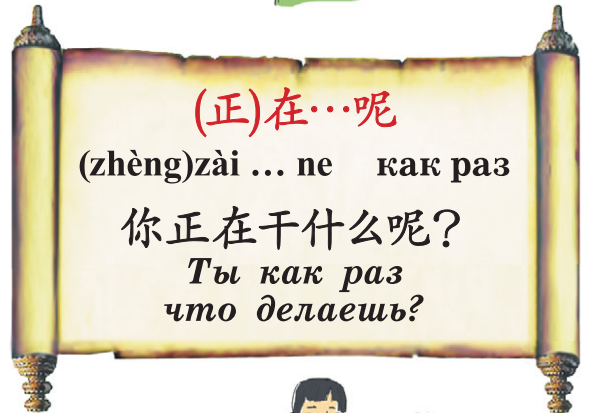 (正)在…呢
(zhèng)zài ... ne как раз
你正在干什么呢?
Ты как раз
что делаешь?